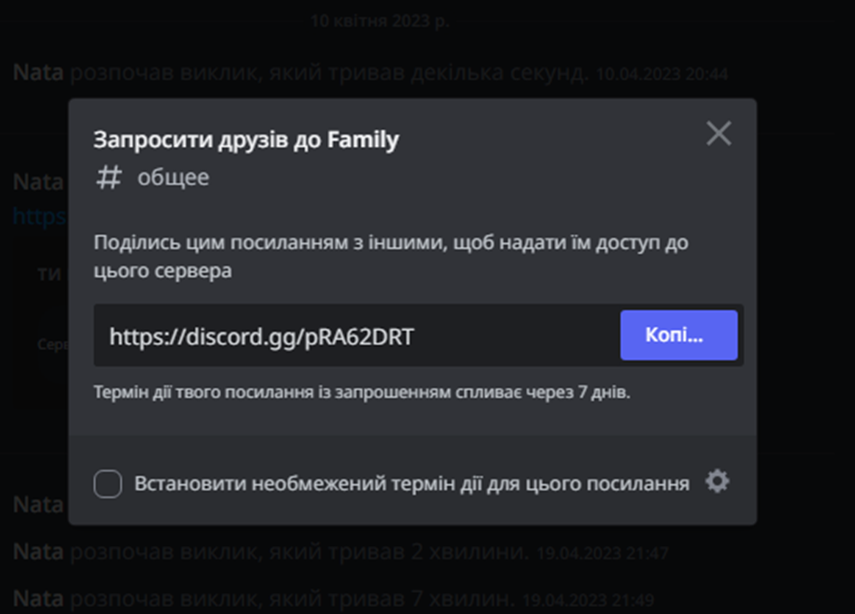 10 квітня 2023 р.
Nata розпочав виклик, який тривав декілька секунд. 10.04.2023 20:44
Запросити друзів до Family
# общее
Nata
https
Поділись цим посиланням з іншими, щоб надати їм доступ до
цього сервера
ти
https://discord.gg/pRA62DRT
Копі...
Серв
Термін дії твого посилання із запрошенням спливає через 7 днів.
Встановити необмежений термін дії для цього посилання
Nata
Nata розпочав виклик, який тривав 2 хвилини. 19.04.2023 21:47
Nata розпочав виклик, який тривав 7 хвилин. 19.04.2023 21:49